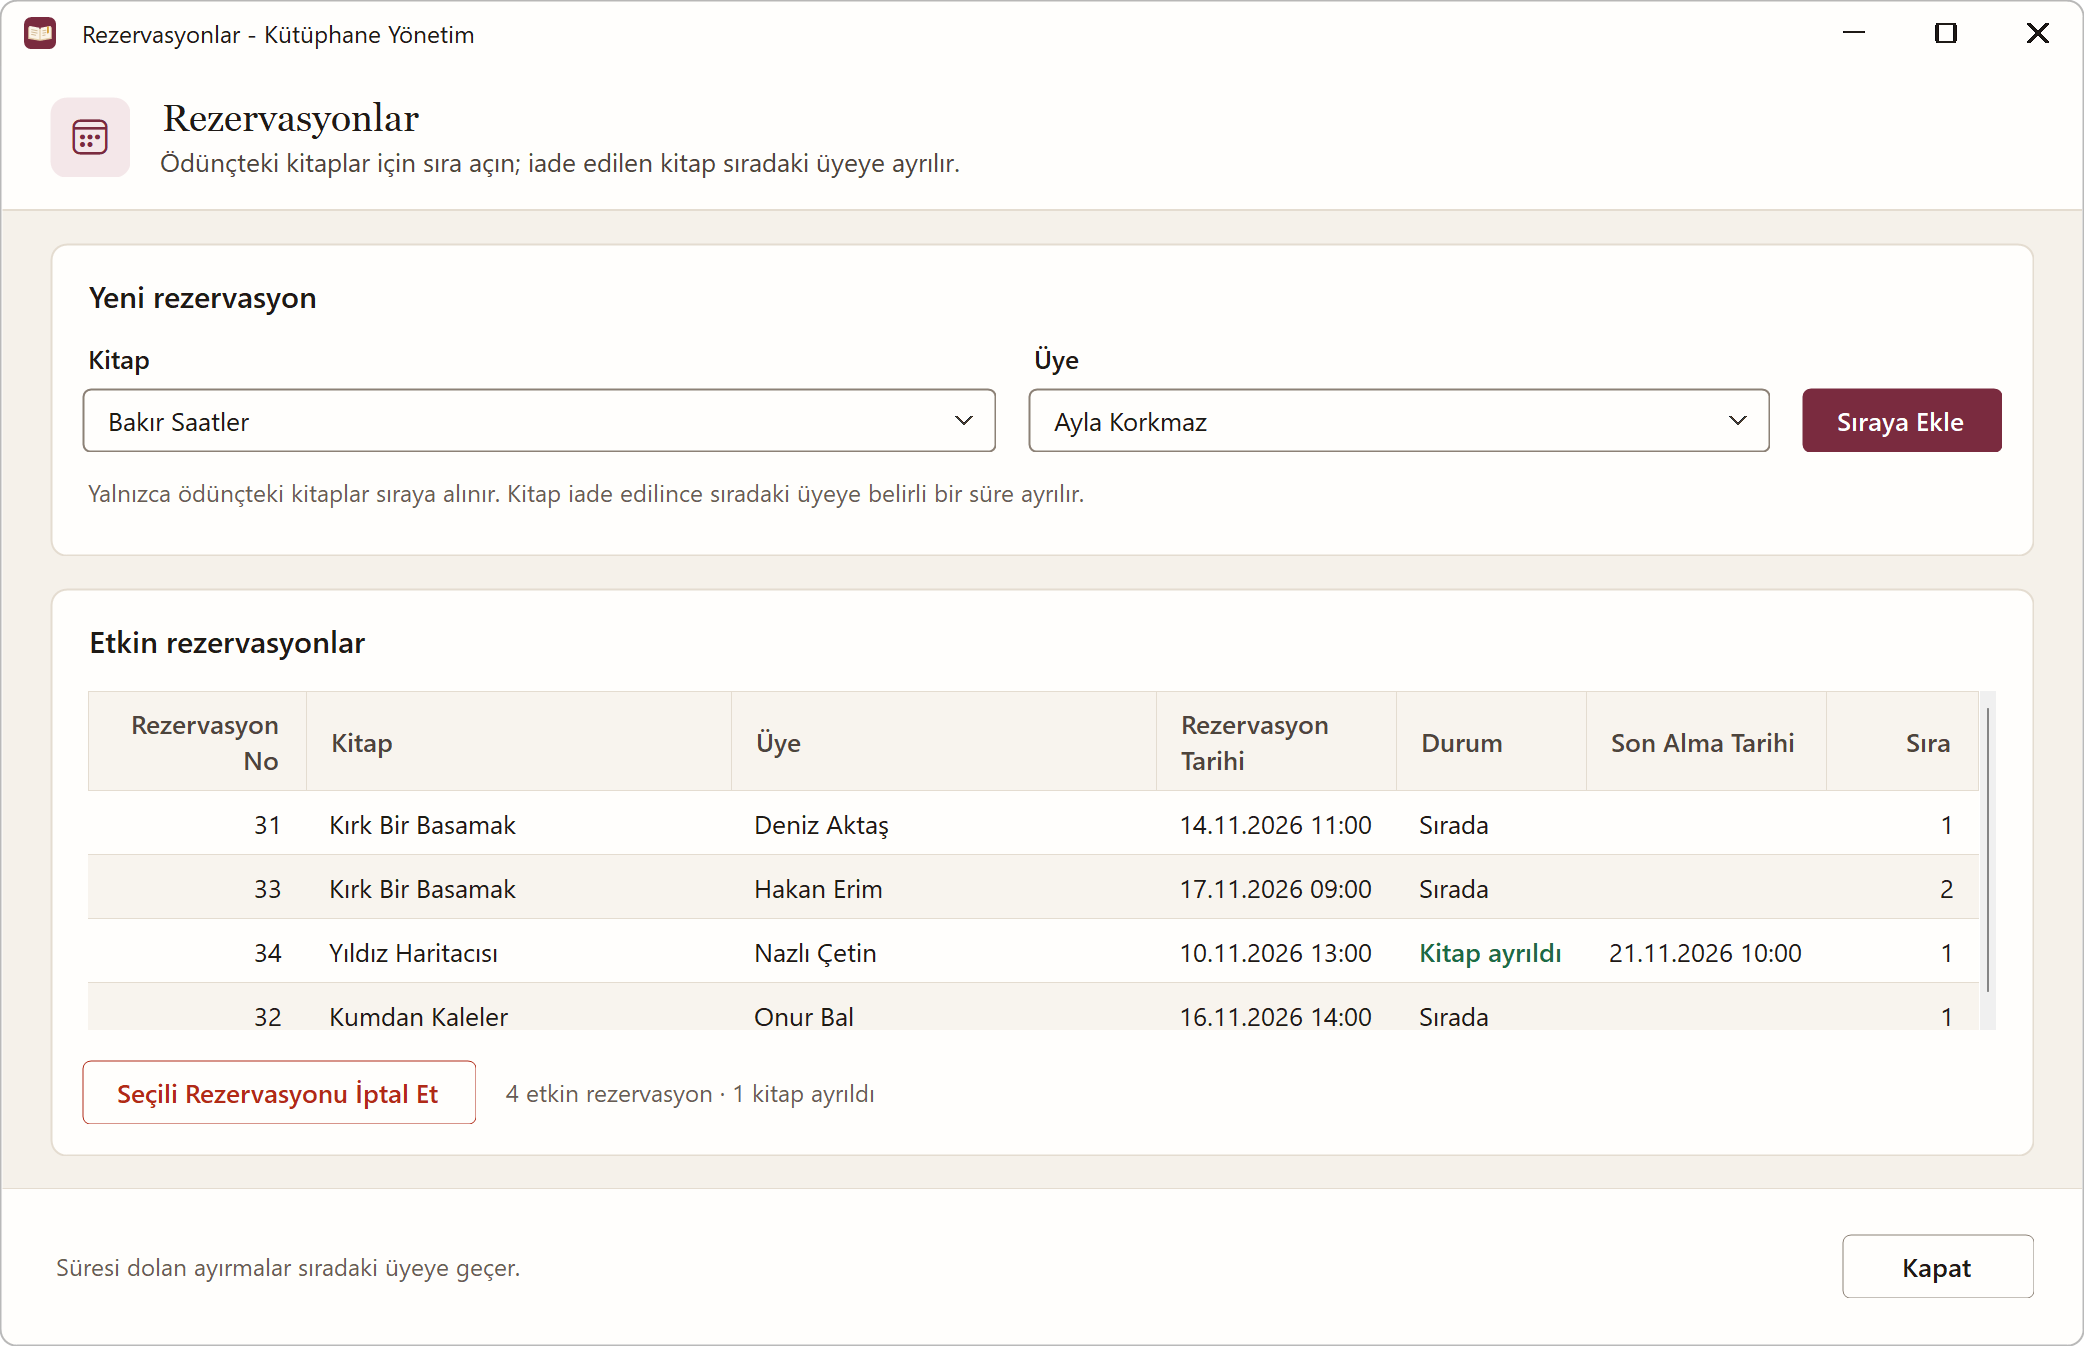 Rezervasyonlar - Kütüphane Yönetim
Rezervasyonlar
Ödünçteki kitaplar için sıra açın; iade edilen kitap sıradaki üyeye ayrılır.
Yeni rezervasyon
Kitap
Üye
Bakır Saatler
Ayla Korkmaz
Sıraya Ekle
Yalnızca ödünçteki kitaplar sıraya alınır. Kitap iade edilince sıradaki üyeye belirli bir süre ayrılır.
Etkin rezervasyonlar
Rezervasyon No Kitap Üye Rezervasyon Tarihi Durum Son Alma Tarihi Sıra
31 Kırk Bir Basamak Deniz Aktaş 14.11.2026 11:00 Sırada 1
33 Kırk Bir Basamak Hakan Erim 17.11.2026 09:00 Sırada 2
34 Yıldız Haritacısı Nazlı Çetin 10.11.2026 13:00 Kitap ayrıldı 21.11.2026 10:00 1
32 Kumdan Kaleler Onur Bal 16.11.2026 14:00 Sırada 1
Seçili Rezervasyonu İptal Et
4 etkin rezervasyon · 1 kitap ayrıldı
Süresi dolan ayırmalar sıradaki üyeye geçer.
Kapat